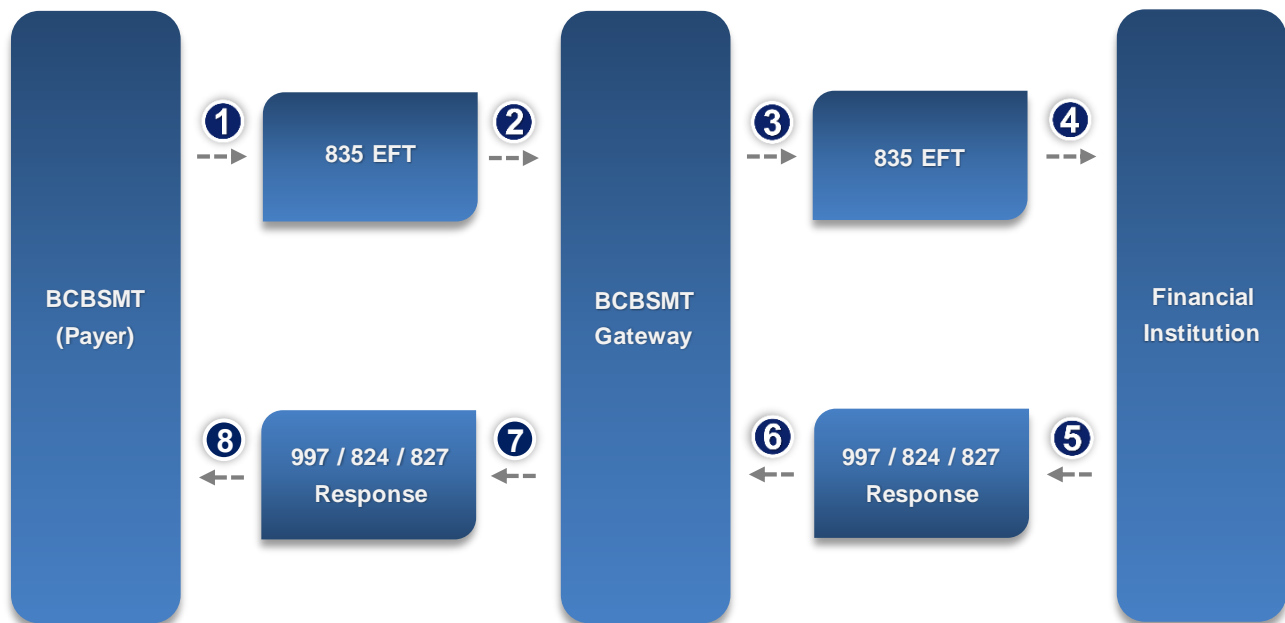 1
2
3
4
835 EFT
835 EFT
BCBSMT
(Payer)
BCBSMT
Gateway
Financial
Institution
8
7
6
5
997 / 824 / 827
Response
997 / 824 / 827
Response